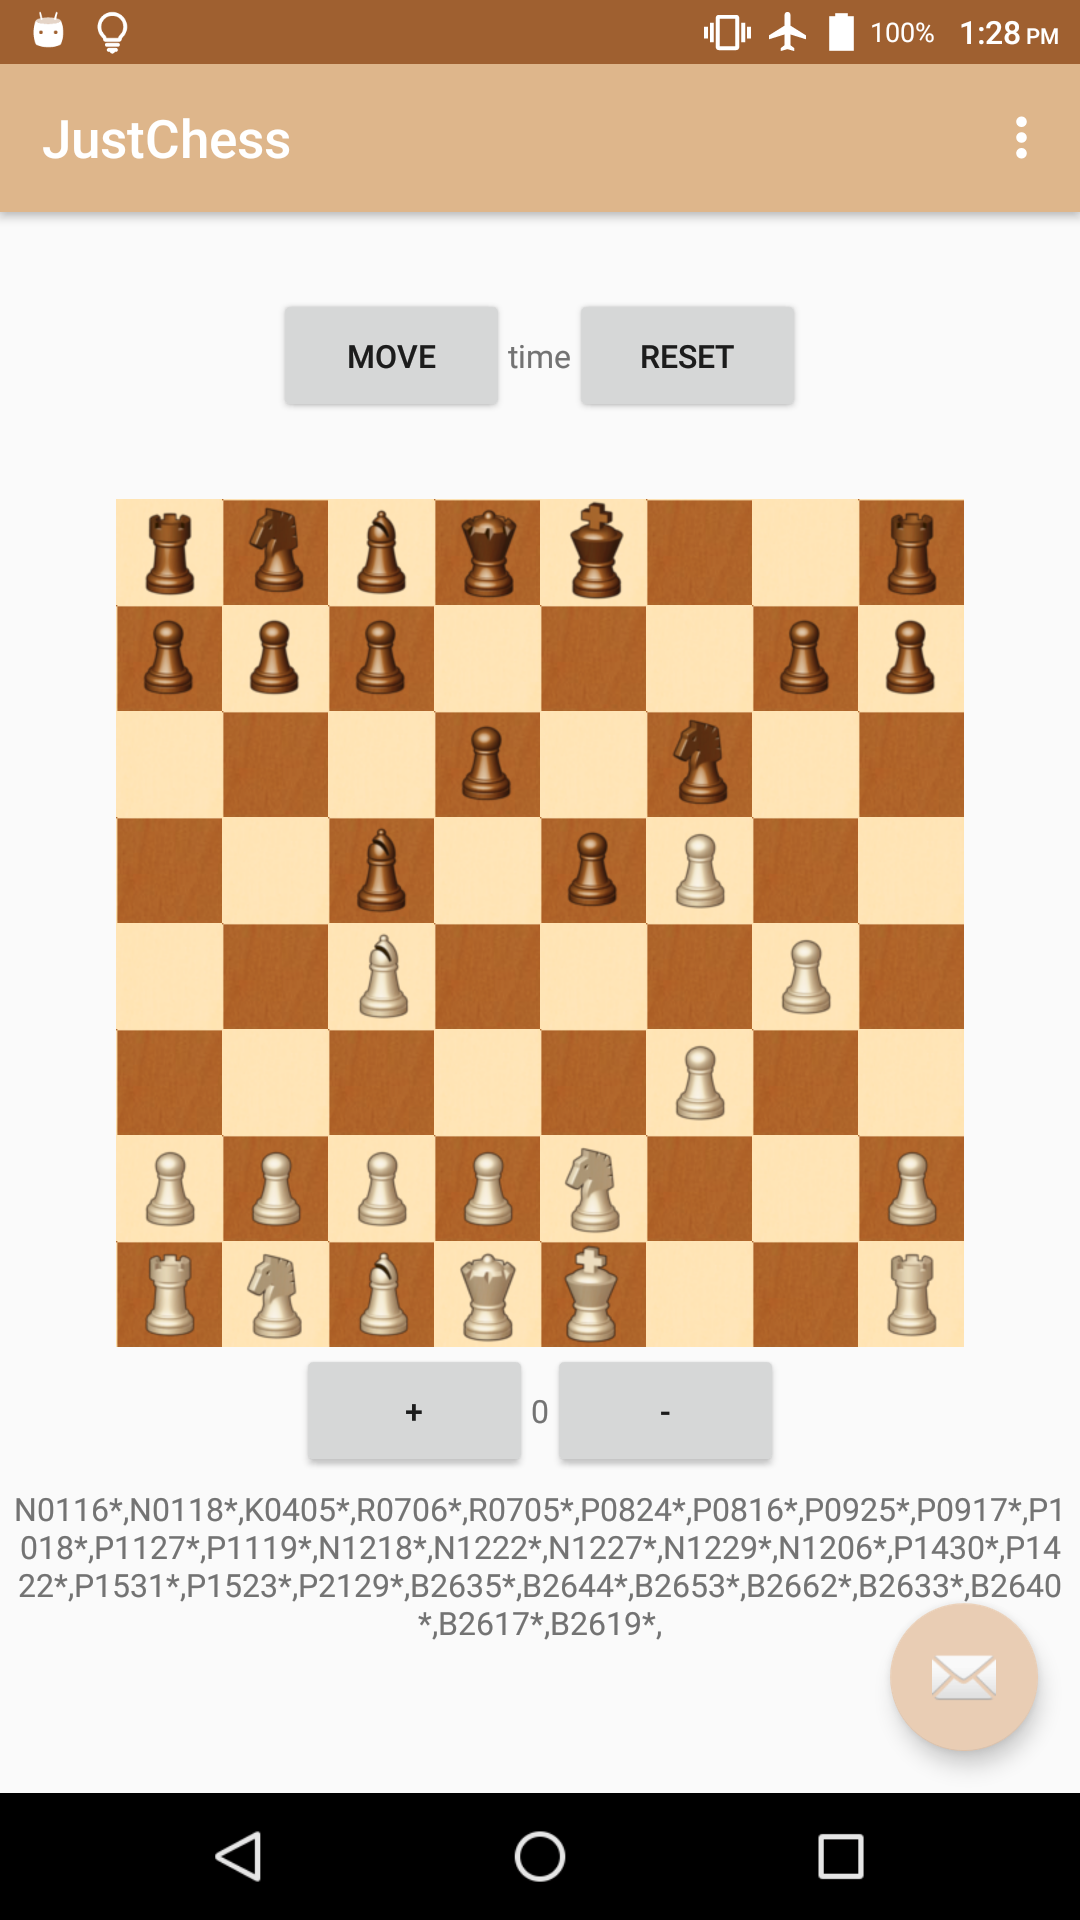 100% 1:28 PM
JustChess
MOVE time RESET
+ 0 -
N0116*,N0118*,K0405*,R0706*,R0705*,P0824*,P0816*,P0925*,P0917*,P1
018*,P1127*,P1119*,N1218*,N1222*,N1227*,N1229*,N1206*,P1430*,P14
22*,P1531*,P1523*,P2129*,B2635*,B2644*,B2653*,B2662*,B2633*,B2640
*,B2617*,B2619*,